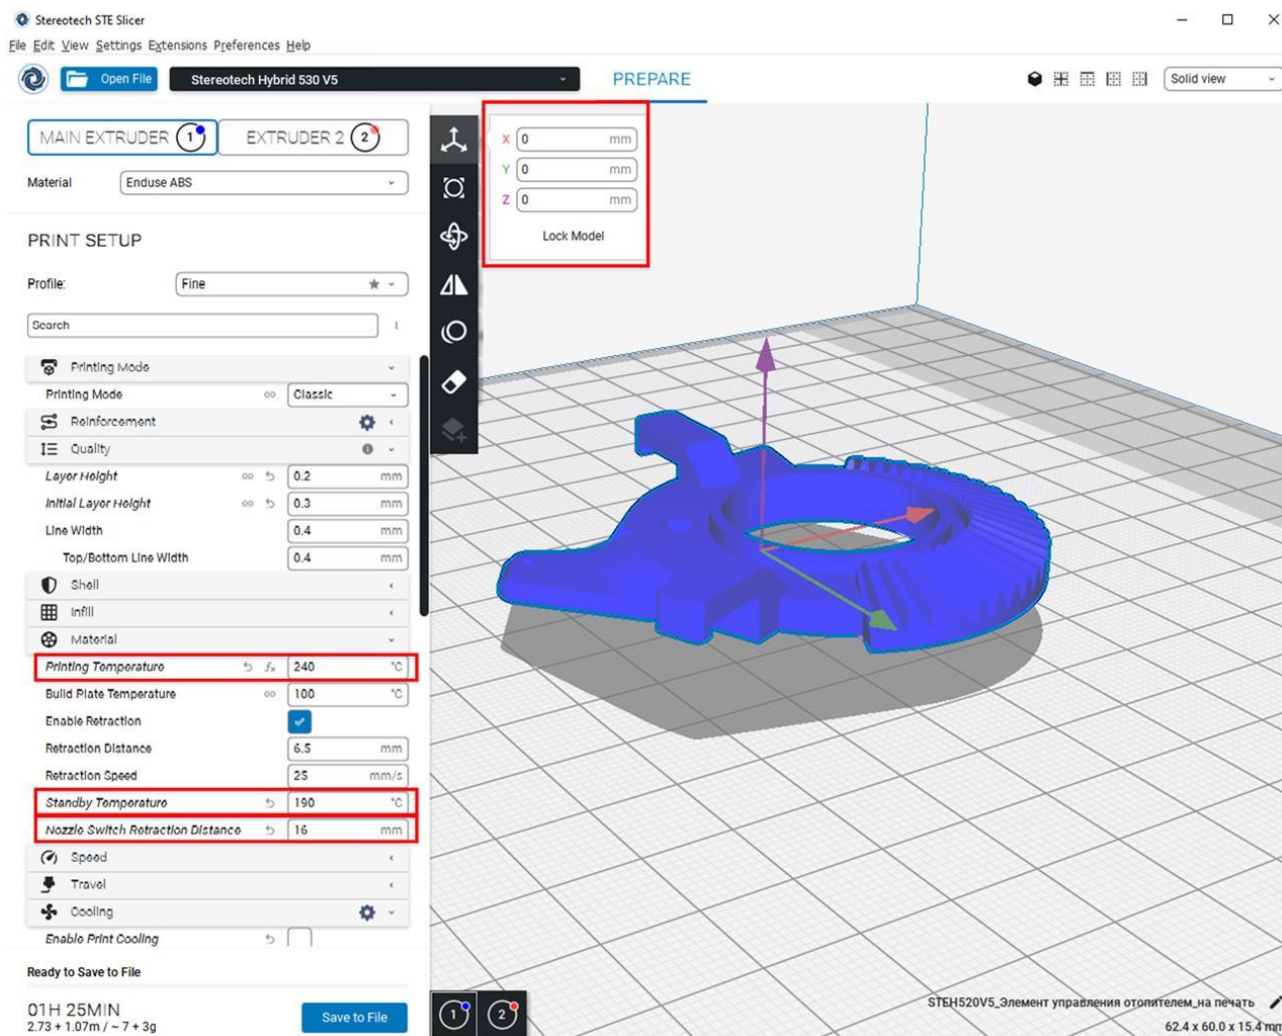 Stereotech STE Slicer
File Edit View Settings Extensions Preferences Help
Open File
Stereotech Hybrid 530 V5
PREPARE
Solid view
MAIN EXTRUDER 1
EXTRUDER 2 2
Material
Enduse ABS
PRINT SETUP
Profile:
Fine
Search
Printing Mode
Printing Mode Classic
Reinforcement
Quality
Layer Height 0.2 mm
Initial Layer Height 0.3 mm
Line Width 0.4 mm
Top/Bottom Line Width 0.4 mm
Shell
Infill
Material
Printing Temperature fx 240 °C
Build Plate Temperature 100 °C
Enable Retraction
Retraction Distance 6.5 mm
Retraction Speed 25 mm/s
Standby Temperature 190 °C
Nozzle Switch Retraction Distance 16 mm
Speed
Travel
Cooling
Enable Print Cooling
Ready to Save to File
01H 25MIN
2.73 + 1.07m / ~ 7 + 3g
Save to File
X 0 mm
Y 0 mm
Z 0 mm
Lock Model
1 2
STEH520V5_Элемент управления отопителем_на печать
62.4 x 60.0 x 15.4 mm